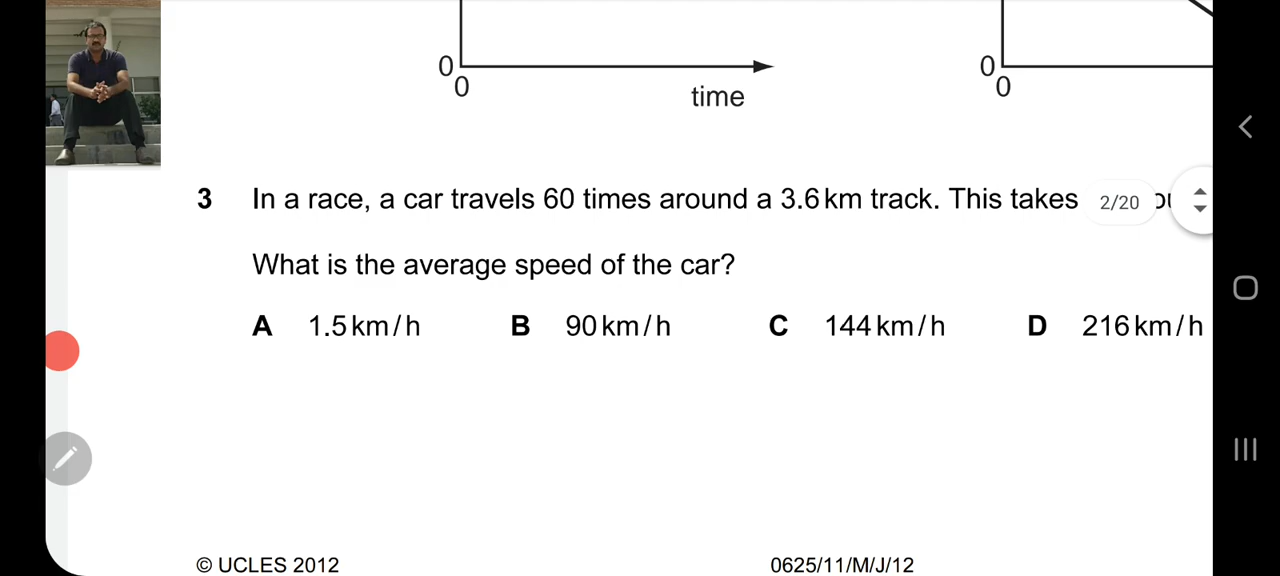 0
0
time
0
0
3 In a race, a car travels 60 times around a 3.6 km track. This takes
2/20
What is the average speed of the car?
A 1.5 km / h B 90 km / h C 144 km / h D 216 km / h
© UCLES 2012 0625/11/M/J/12